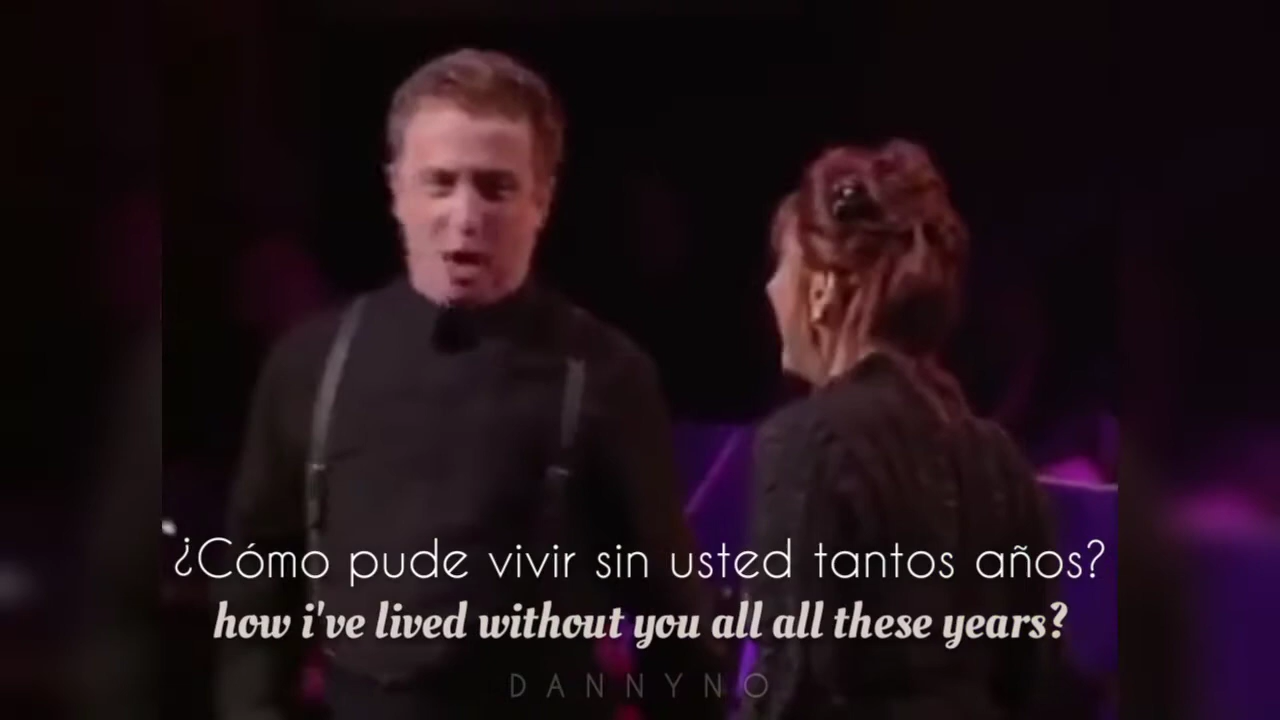 ¿Cómo pude vivir sin usted tantos años?
how i've lived without you all all these years?
DANNYNO